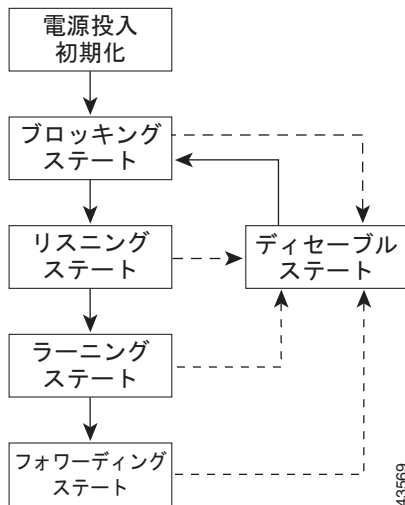 電源投入
初期化
ブロッキング
ステート
リスニング
ステート
ディセーブル
ステート
ラーニング
ステート
フォワーディング
ステート
43569